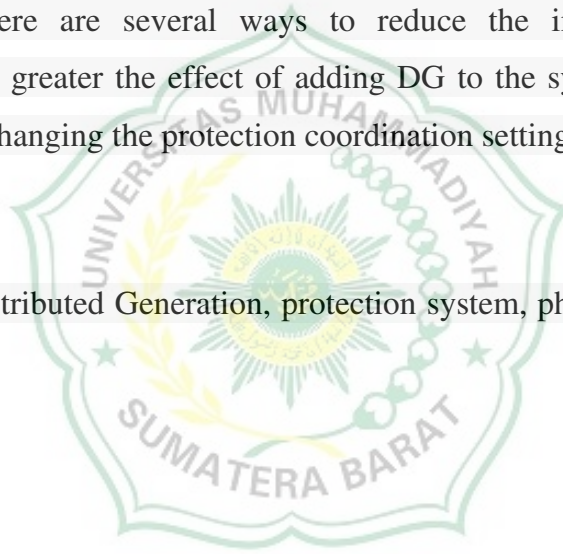 ere are several ways to reduce the i
greater the effect of adding DG to the sy
hanging the protection coordination setting
UNIVERSITAS MUHAMMADIYAH
tributed Generation, protection system, ph
SUMATERA BARAT